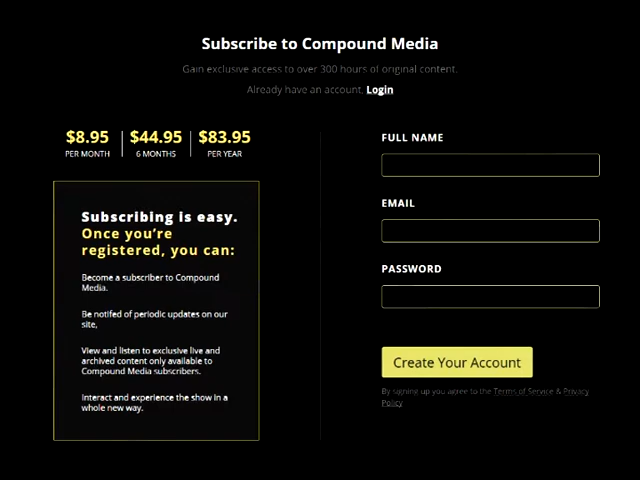 Subscribe to Compound Media
Gain exclusive access to over 300 hours of original content.
Already have an account, Login
$8.95 $44.95 $83.95
PER MONTH 6 MONTHS PER YEAR
Subscribing is easy.
Once you're
registered, you can:
Become a subscriber to Compound
Media.
Be notifed of periodic updates on our
site,
View and listen to exclusive live and
archived content only available to
Compound Media subscribers.
Interact and experience the show in a
whole new way.
FULL NAME
EMAIL
PASSWORD
Create Your Account
By signing up you agree to the Terms of Service & Privacy
Policy